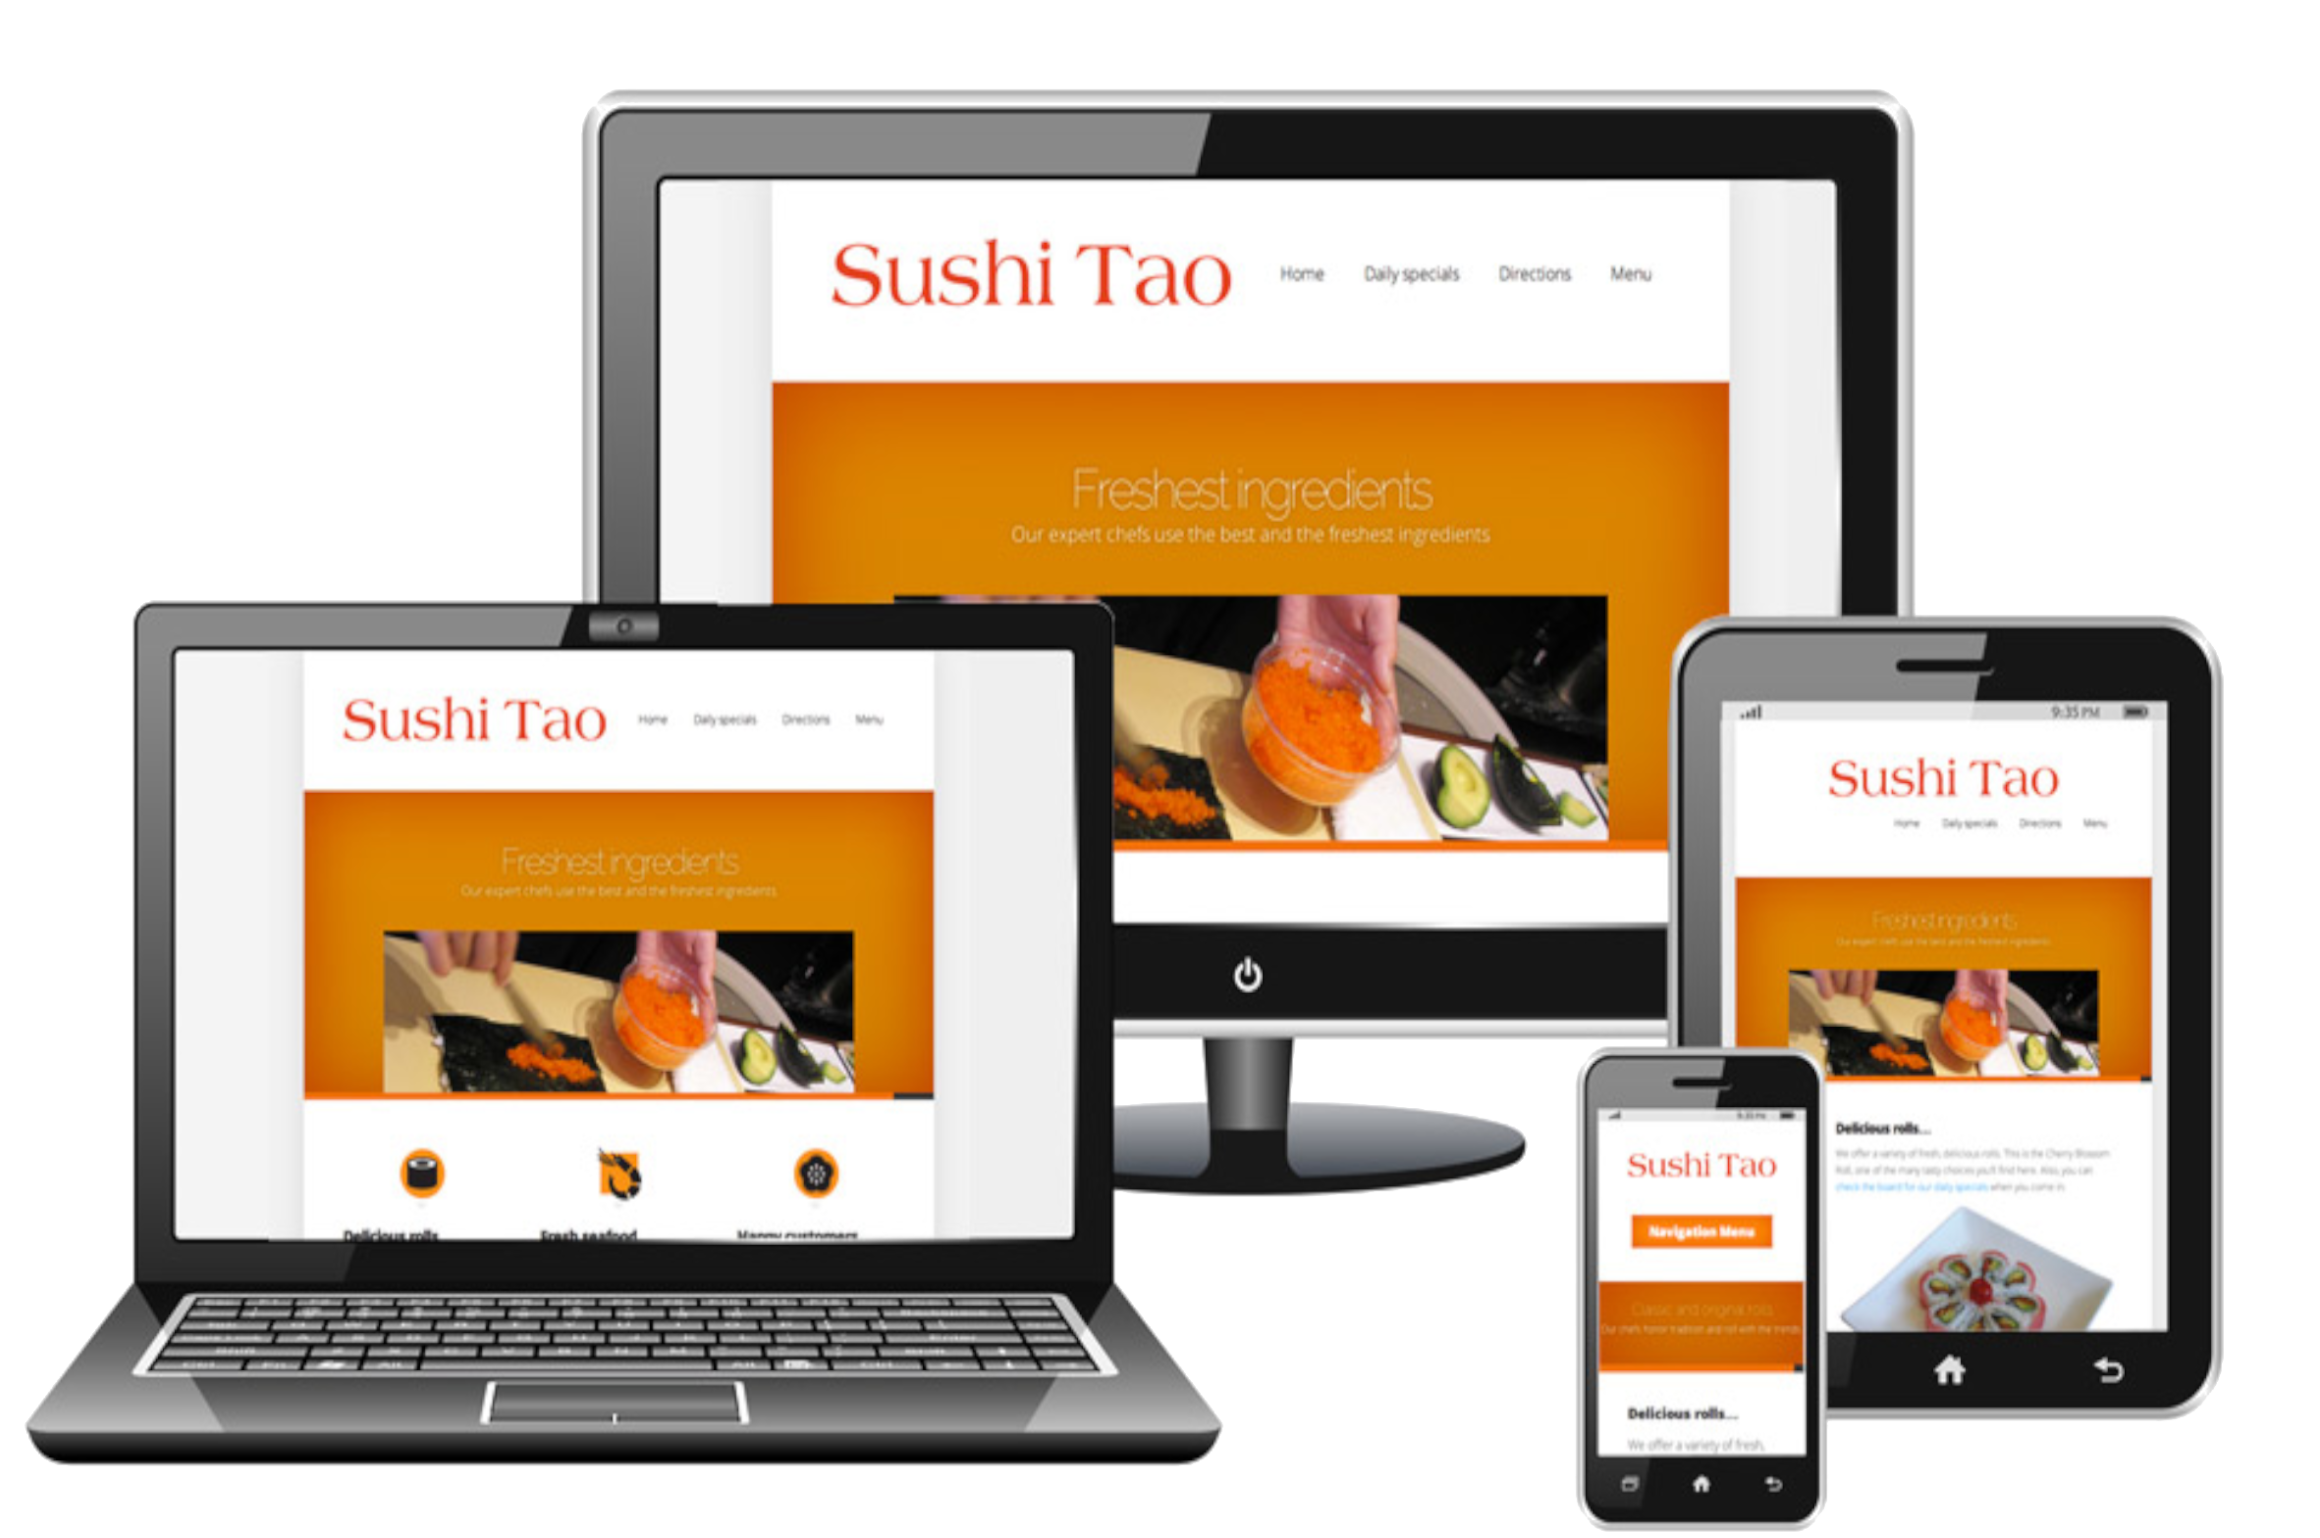 Sushi Tao
Home Daily specials Directions Menu
Freshest ingredients
Our expert chefs use the best and the freshest ingredients
Sushi Tao
Home Daily specials Directions Menu
Freshest ingredients
Our expert chefs use the best and the freshest ingredients
Delicious rolls
Fresh seafood
Happy customers
9:35 PM
Sushi Tao
Home Daily specials Directions Menu
Freshest ingredients
Our expert chefs use the best and the freshest ingredients
Delicious rolls...
We offer a variety of fresh, delicious rolls. This is the Cherry Blossom
Roll, one of the many tasty choices you'll find here. Also, you can
check the board for our daily specials when you come in.
9:35 PM
Sushi Tao
Navigation Menu
Classic and original rolls
Our chefs honor tradition and roll with the trends
Delicious rolls...
We offer a variety of fresh,